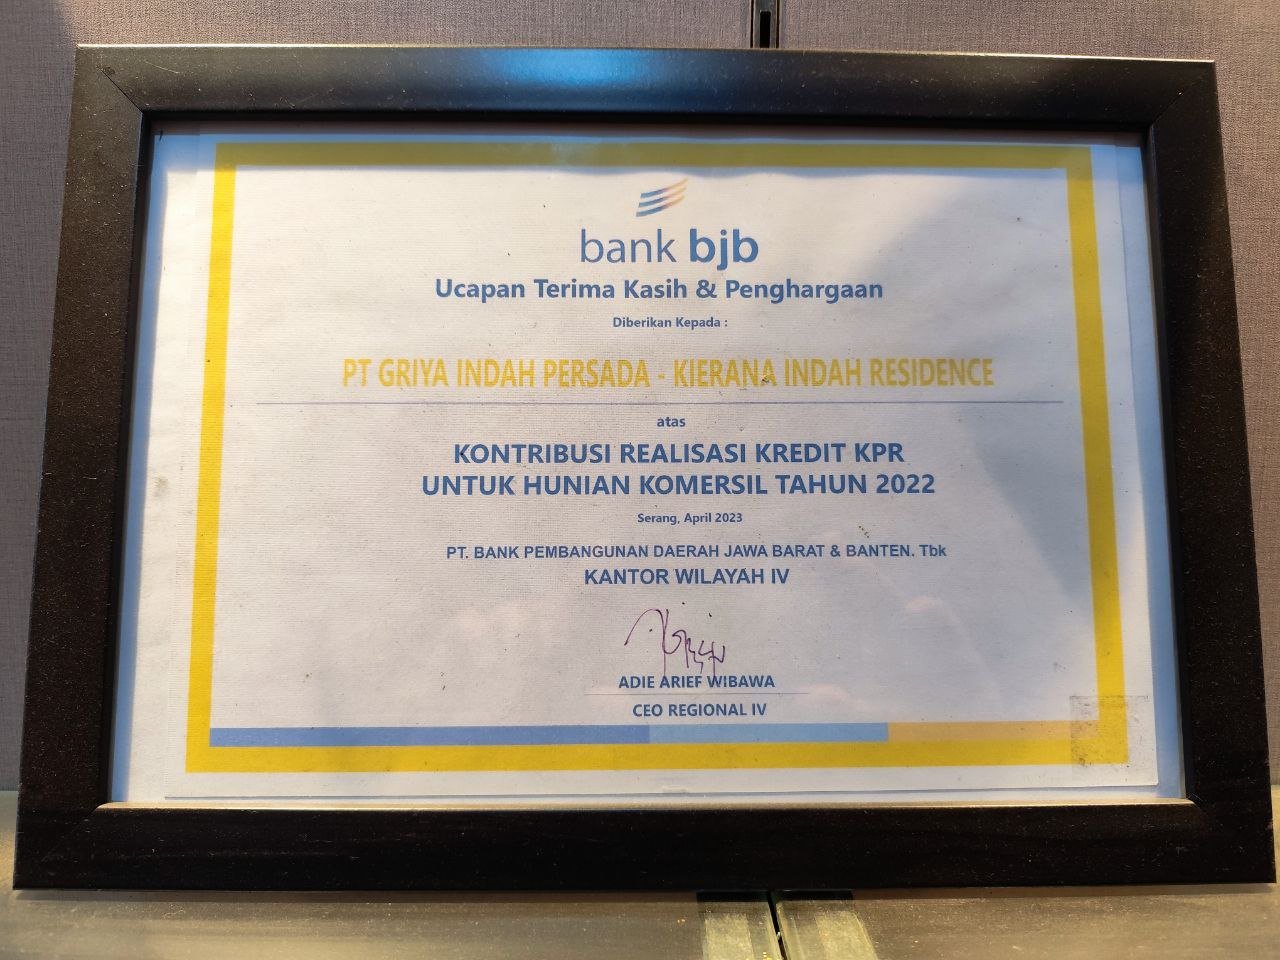 bank bjb
Ucapan Terima Kasih & Penghargaan
Diberikan Kepada :
PT GRIYA INDAH PERSADA - KIERANA INDAH RESIDENCE
atas
KONTRIBUSI REALISASI KREDIT KPR
UNTUK HUNIAN KOMERSIL TAHUN 2022
Serang, April 2023
PT. BANK PEMBANGUNAN DAERAH JAWA BARAT & BANTEN. Tbk
KANTOR WILAYAH IV
ADIE ARIEF WIBAWA
CEO REGIONAL IV